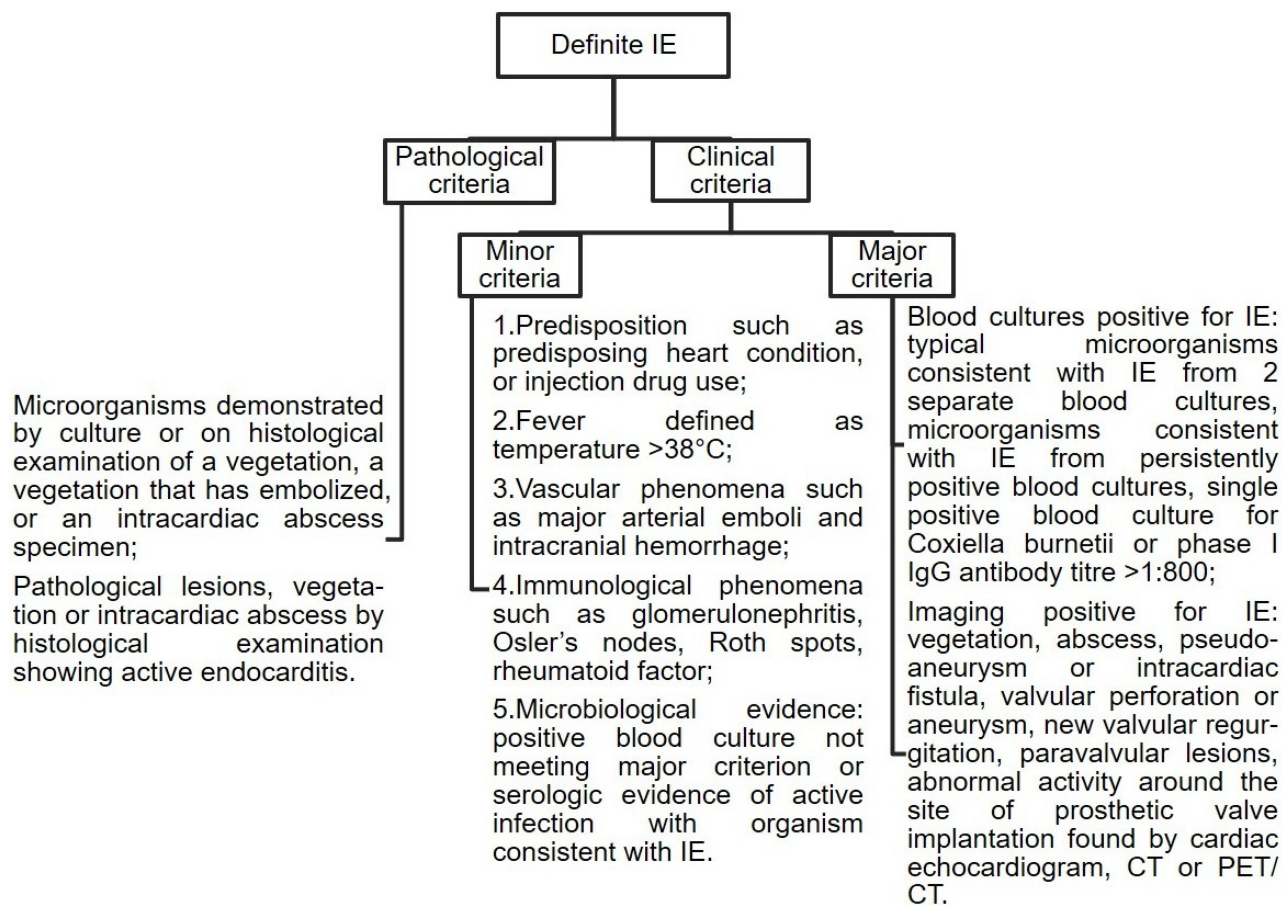 Definite IE
Pathological
criteria
Clinical
criteria
Minor
criteria
Major
criteria
Microorganisms demonstrated
by culture or on histological
examination of a vegetation, a
vegetation that has embolized,
or an intracardiac abscess
specimen;
Pathological lesions, vegeta-
tion or intracardiac abscess by
histological examination
showing active endocarditis.
1.Predisposition such as
predisposing heart condition,
or injection drug use;
2.Fever defined as
temperature >38°C;
3.Vascular phenomena such
as major arterial emboli and
intracranial hemorrhage;
4.Immunological phenomena
such as glomerulonephritis,
Osler’s nodes, Roth spots,
rheumatoid factor;
5.Microbiological evidence:
positive blood culture not
meeting major criterion or
serologic evidence of active
infection with organism
consistent with IE.
Blood cultures positive for IE:
typical microorganisms
consistent with IE from 2
separate blood cultures,
microorganisms consistent
with IE from persistently
positive blood cultures, single
positive blood culture for
Coxiella burnetii or phase I
IgG antibody titre >1:800;
Imaging positive for IE:
vegetation, abscess, pseudo-
aneurysm or intracardiac
fistula, valvular perforation or
aneurysm, new valvular regur-
gitation, paravalvular lesions,
abnormal activity around the
site of prosthetic valve
implantation found by cardiac
echocardiogram, CT or PET/
CT.